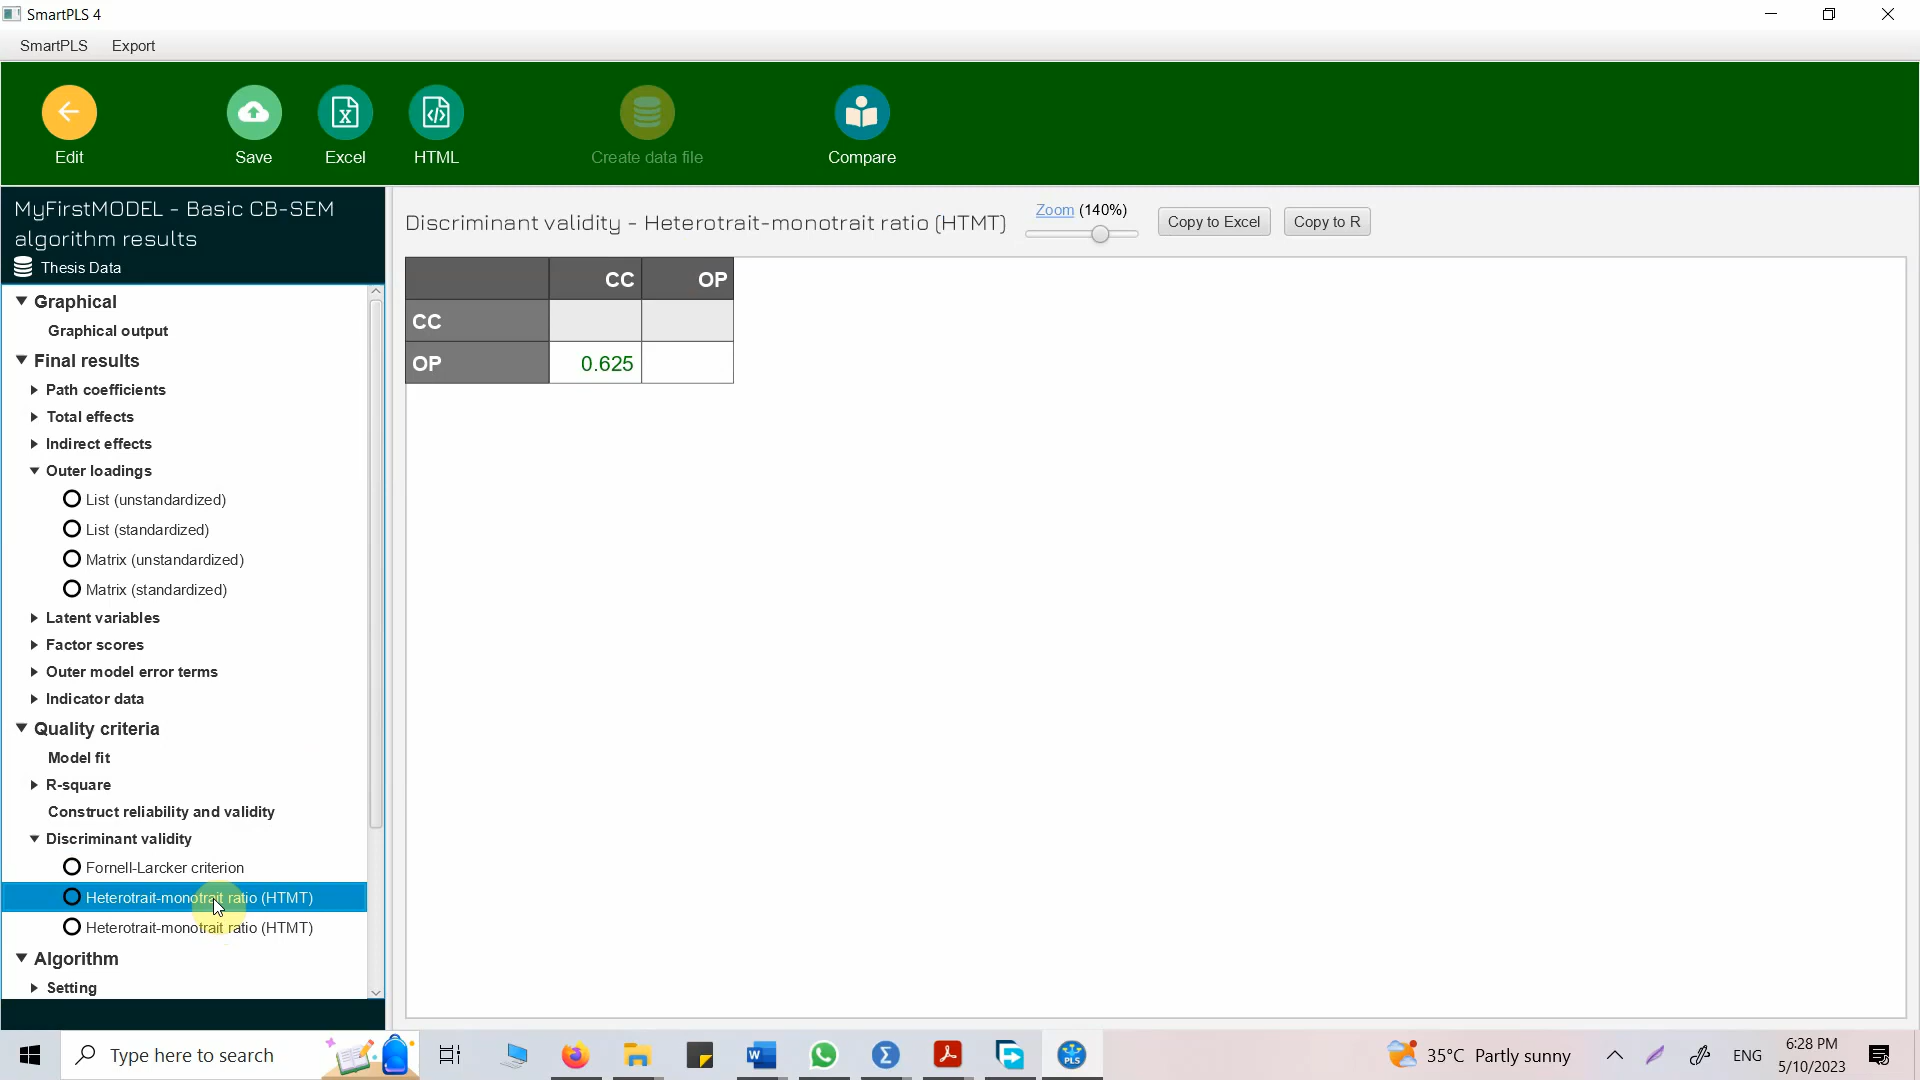 SmartPLS 4
SmartPLS Export
Edit Save Excel HTML Create data file Compare
MyFirstMODEL - Basic CB-SEM
algorithm results
Thesis Data
Graphical
Graphical output
Final results
Path coefficients
Total effects
Indirect effects
Outer loadings
List (unstandardized)
List (standardized)
Matrix (unstandardized)
Matrix (standardized)
Latent variables
Factor scores
Outer model error terms
Indicator data
Quality criteria
Model fit
R-square
Construct reliability and validity
Discriminant validity
Fornell-Larcker criterion
Heterotrait-monotrait ratio (HTMT)
Heterotrait-monotrait ratio (HTMT)
Algorithm
Setting
Discriminant validity - Heterotrait-monotrait ratio (HTMT) Zoom (140%) Copy to Excel Copy to R
CC OP
CC
OP 0.625
Type here to search
35°C Partly sunny
ENG
6:28 PM
5/10/2023